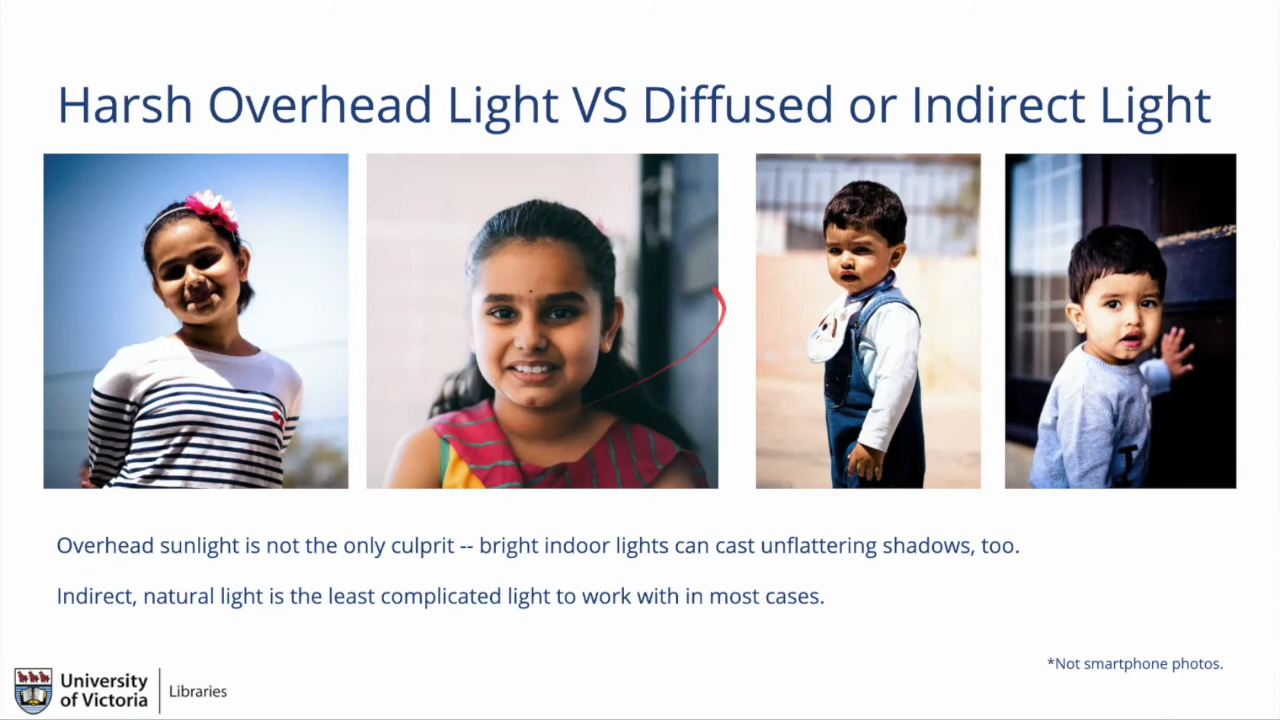 Harsh Overhead Light VS Diffused or Indirect Light
Overhead sunlight is not the only culprit -- bright indoor lights can cast unflattering shadows, too.
Indirect, natural light is the least complicated light to work with in most cases.
*Not smartphone photos.
University
of Victoria
Libraries